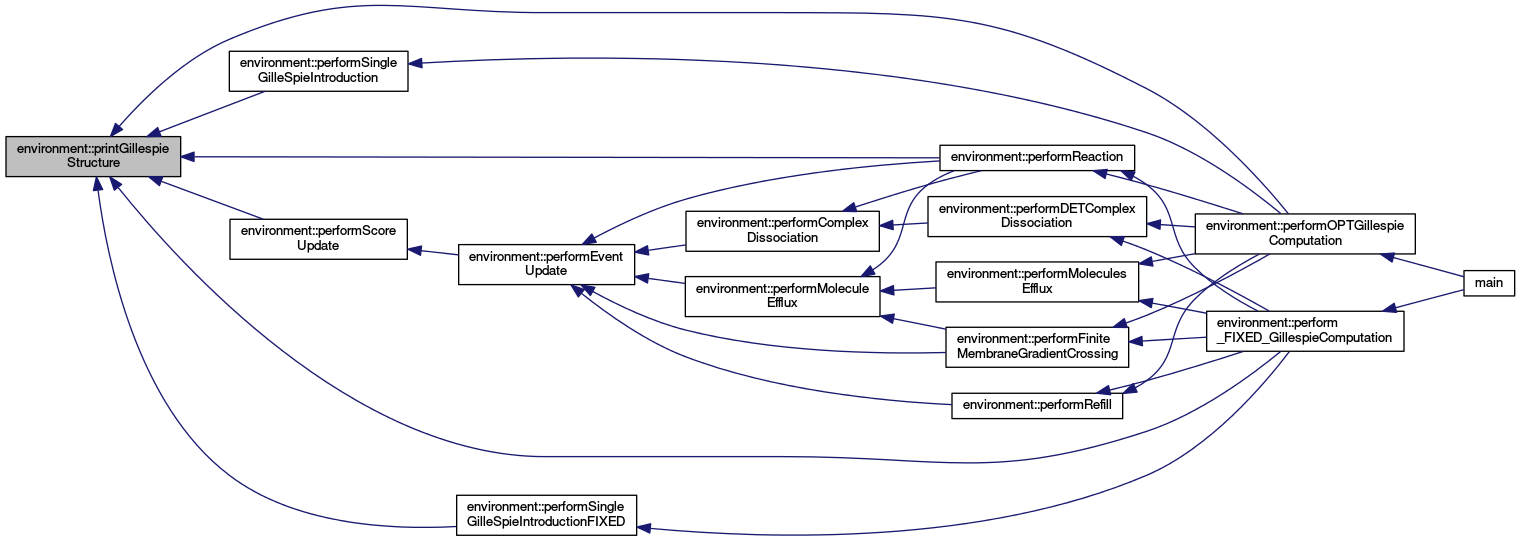 environment::printGillespie
Structure
environment::performSingle
GilleSpieIntroduction
environment::performScore
Update
environment::performSingle
GilleSpieIntroductionFIXED
environment::performEvent
Update
environment::performComplex
Dissociation
environment::performMolecule
Efflux
environment::performReaction
environment::performDETComplex
Dissociation
environment::performMolecules
Efflux
environment::performFinite
MembraneGradientCrossing
environment::performRefill
environment::performOPTGillespie
Computation
environment::perform
_FIXED_GillespieComputation
main